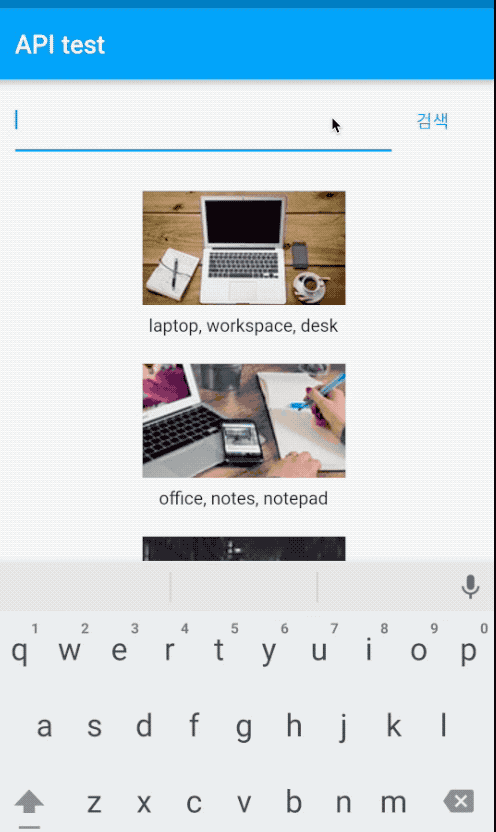 API test
검색
laptop, workspace, desk
office, notes, notepad
1 2 3 4 5 6 7 8 9 0
q w e r t y u i o p
a s d f g h j k l
z x c v b n m